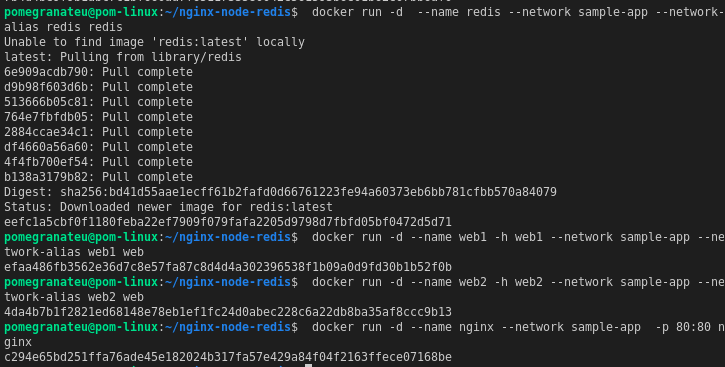 pomegranateu@pom-linux:~/nginx-node-redis$  docker run -d  --name redis --network sample-app --network-
alias redis redis
Unable to find image 'redis:latest' locally
latest: Pulling from library/redis
6e909acdb790: Pull complete
d9b98f603d6b: Pull complete
513666b05c81: Pull complete
764e7fbfdb05: Pull complete
2884ccae34c1: Pull complete
df4660a56a60: Pull complete
4f4fb700ef54: Pull complete
b138a3179b82: Pull complete
Digest: sha256:bd41d55aae1ecff61b2fafd0d66761223fe94a60373eb6bb781cfbb570a84079
Status: Downloaded newer image for redis:latest
eefc1a5cbf0f1180feba22ef7909f079fafa2205d9798d7fbfd05bf0472d5d71
pomegranateu@pom-linux:~/nginx-node-redis$  docker run -d --name web1 -h web1 --network sample-app --ne
twork-alias web1 web
efaa486fb3562e36d7c8e57fa87c8d4d4a302396538f1b09a0d9fd30b1b52f0b
pomegranateu@pom-linux:~/nginx-node-redis$  docker run -d --name web2 -h web2 --network sample-app --ne
twork-alias web2 web
4da4b7b1f2821ed68148e78eb1ef1fc24d0abec228c6a22db8ba35af8ccc9b13
pomegranateu@pom-linux:~/nginx-node-redis$  docker run -d --name nginx --network sample-app  -p 80:80 n
ginx
c294e65bd251ffa76ade45e182024b317fa57e429a84f04f2163ffece07168be